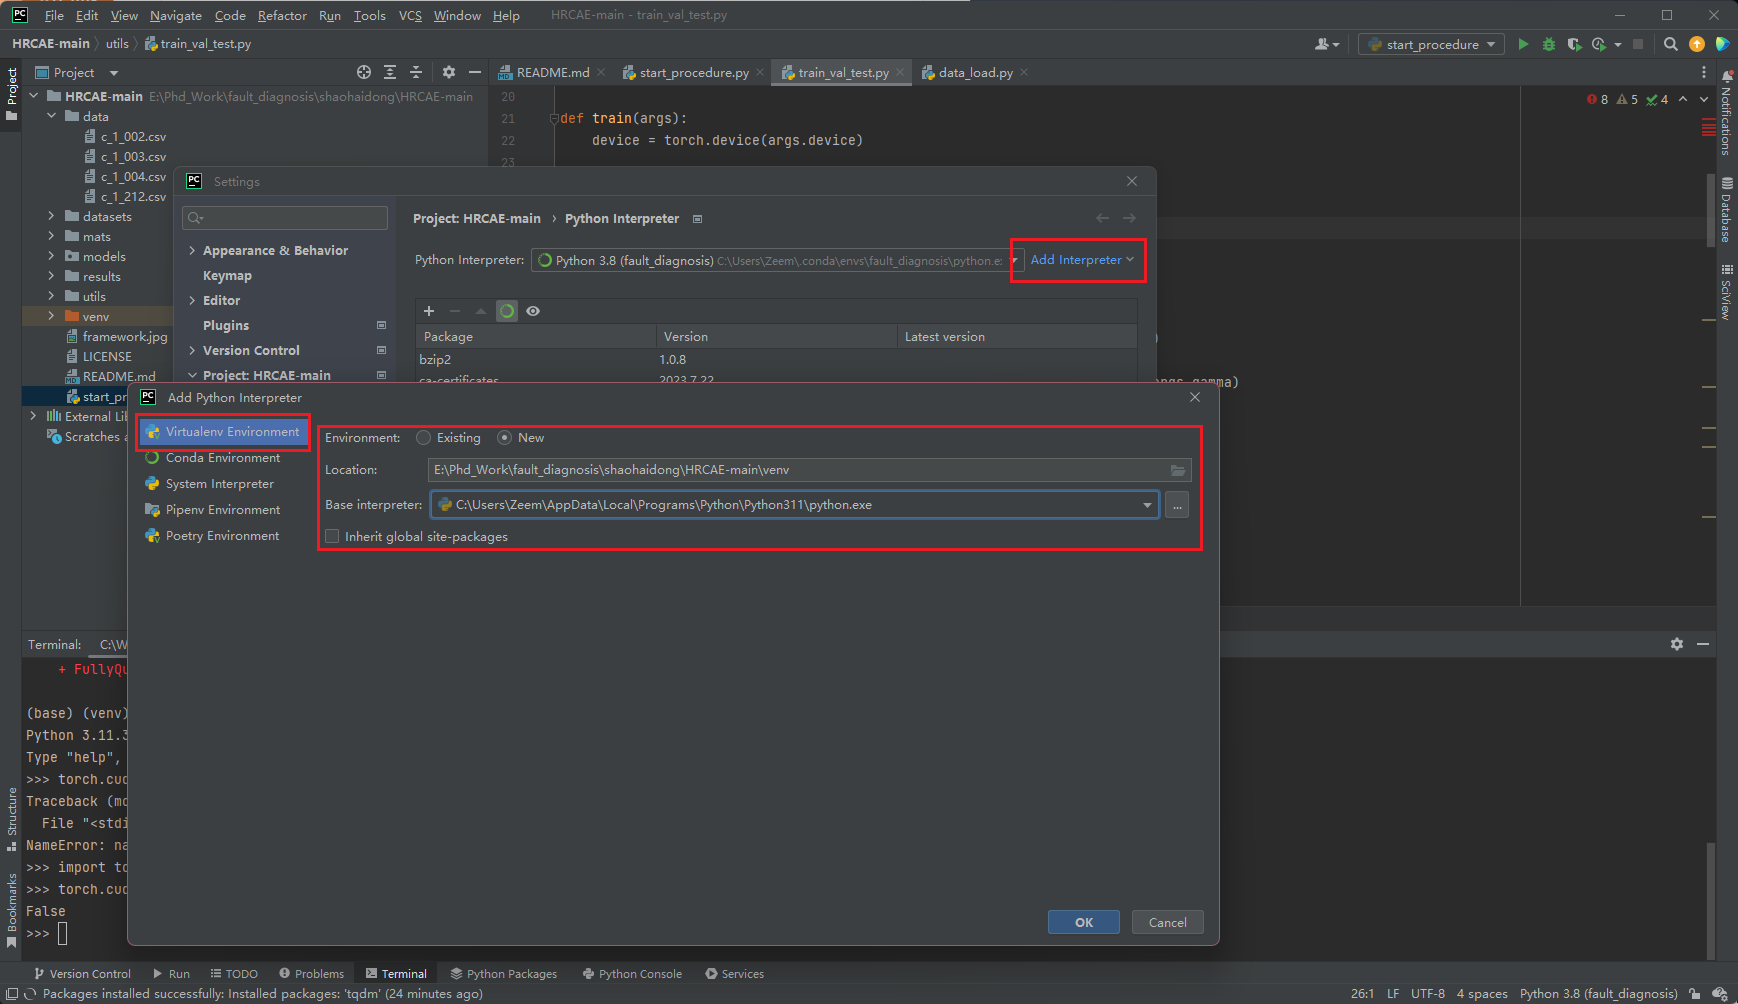 PC File Edit View Navigate Code Refactor Run Tools VCS Window Help HRCAE-main - train_val_test.py
HRCAE-main utils train_val_test.py start_procedure
Project README.md start_procedure.py train_val_test.py data_load.py
Project
HRCAE-main E:\Phd_Work\fault_diagnosis\shaohaidong\HRCAE-main
data
c_1_002.csv
c_1_003.csv
c_1_004.csv
c_1_212.csv
datasets
mats
models
results
utils
venv
framework.jpg
LICENSE
README.md
start_pr
External Lib
Scratches a
20
21 def train(args):
22 device = torch.device(args.device)
23
8 5 4
Notifications
Database
SciView
PC Settings
Project: HRCAE-main › Python Interpreter
Appearance & Behavior
Keymap
Editor
Plugins
Version Control
Project: HRCAE-main
Python Interpreter: Python 3.8 (fault_diagnosis) C:\Users\Zeem\.conda\envs\fault_diagnosis\python.e
Add Interpreter
Package Version Latest version
bzip2 1.0.8
ca-certificates 2023.7.22
)
args.gamma)
PC Add Python Interpreter
Virtualenv Environment
Conda Environment
System Interpreter
Pipenv Environment
Poetry Environment
Environment: Existing New
Location: E:\Phd_Work\fault_diagnosis\shaohaidong\HRCAE-main\venv
Base interpreter: C:\Users\Zeem\AppData\Local\Programs\Python\Python311\python.exe ...
Inherit global site-packages
OK Cancel
Terminal: C:\W
+ FullyQu
(base) (venv)
Python 3.11.3
Type "help",
>>> torch.cud
Traceback (mo
File "<stdi
NameError: na
>>> import to
>>> torch.cud
False
>>>
Structure
Bookmarks
Version Control Run TODO Problems Terminal Python Packages Python Console Services
Packages installed successfully: Installed packages: 'tqdm' (24 minutes ago) 26:1 LF UTF-8 4 spaces Python 3.8 (fault_diagnosis)